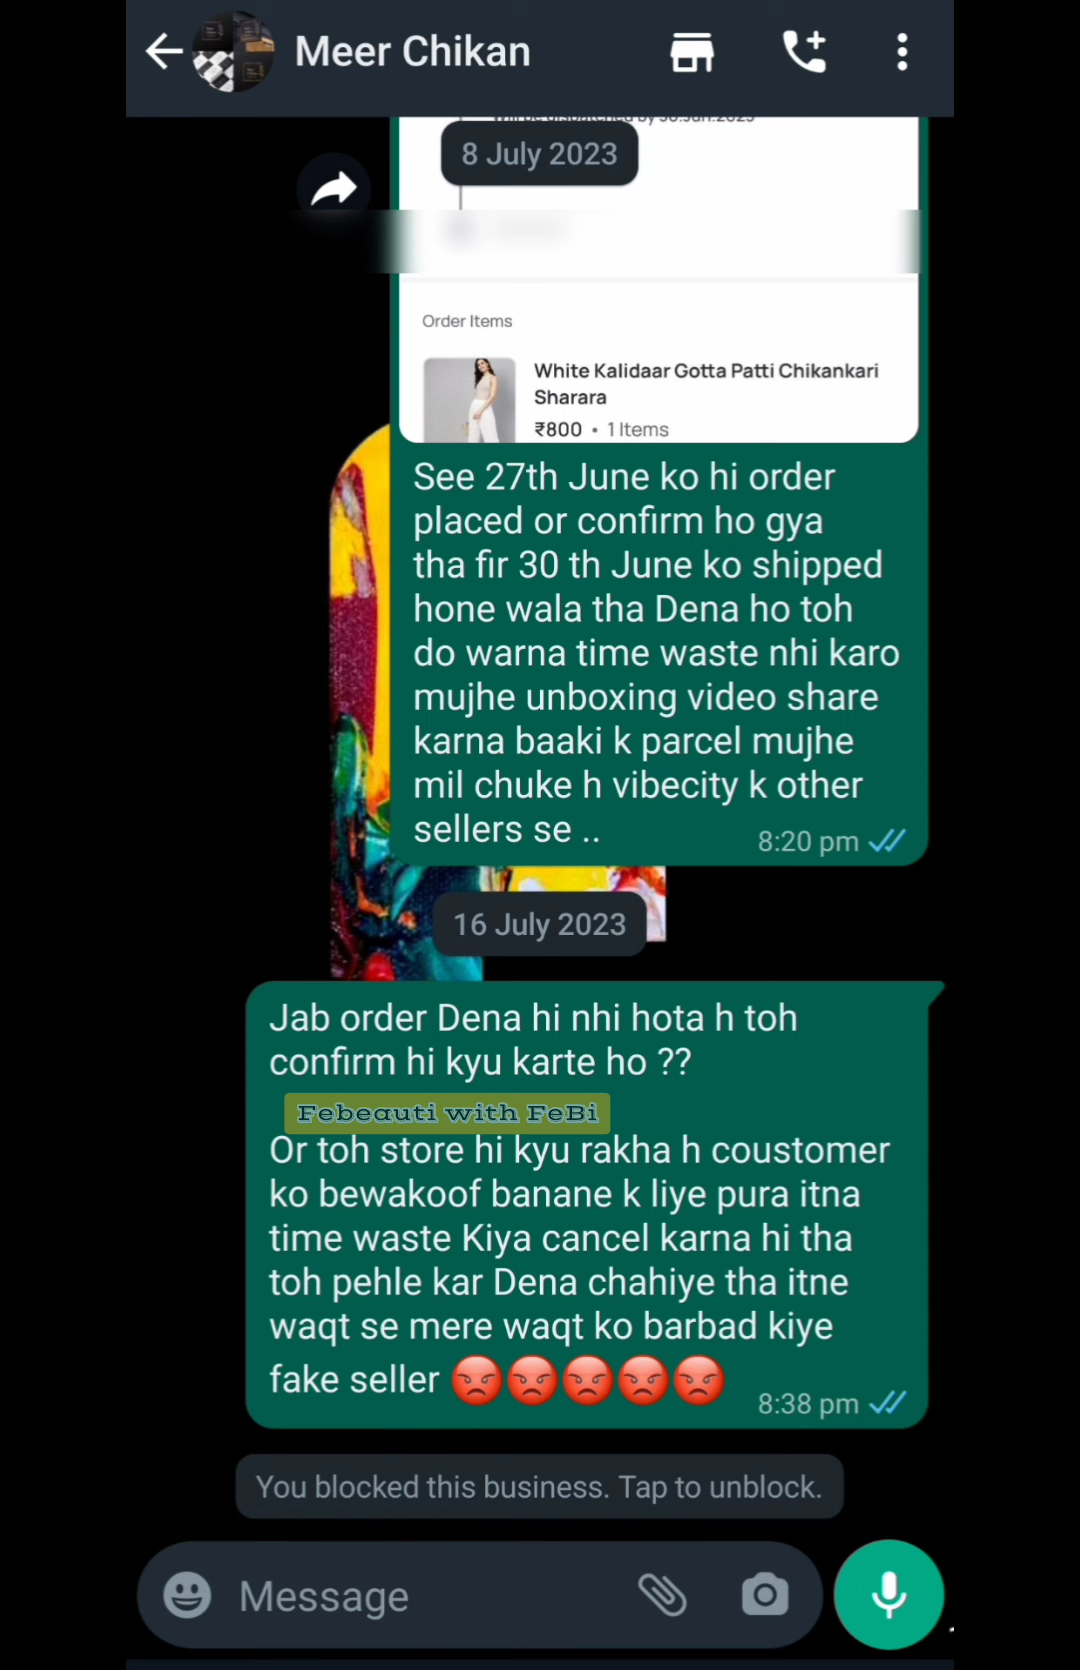 Meer Chikan
8 July 2023
Order Items
White Kalidaar Gotta Patti Chikankari
Sharara
₹800 • 1 Items
See 27th June ko hi order
placed or confirm ho gya
tha fir 30 th June ko shipped
hone wala tha Dena ho toh
do warna time waste nhi karo
mujhe unboxing video share
karna baaki k parcel mujhe
mil chuke h vibecity k other
sellers se ..
8:20 pm
16 July 2023
Jab order Dena hi nhi hota h toh
confirm hi kyu karte ho ??
Febeauti with FeBi
Or toh store hi kyu rakha h coustomer
ko bewakoof banane k liye pura itna
time waste Kiya cancel karna hi tha
toh pehle kar Dena chahiye tha itne
waqt se mere waqt ko barbad kiye
fake seller 😡😡😡😡😡
8:38 pm
You blocked this business. Tap to unblock.
Message